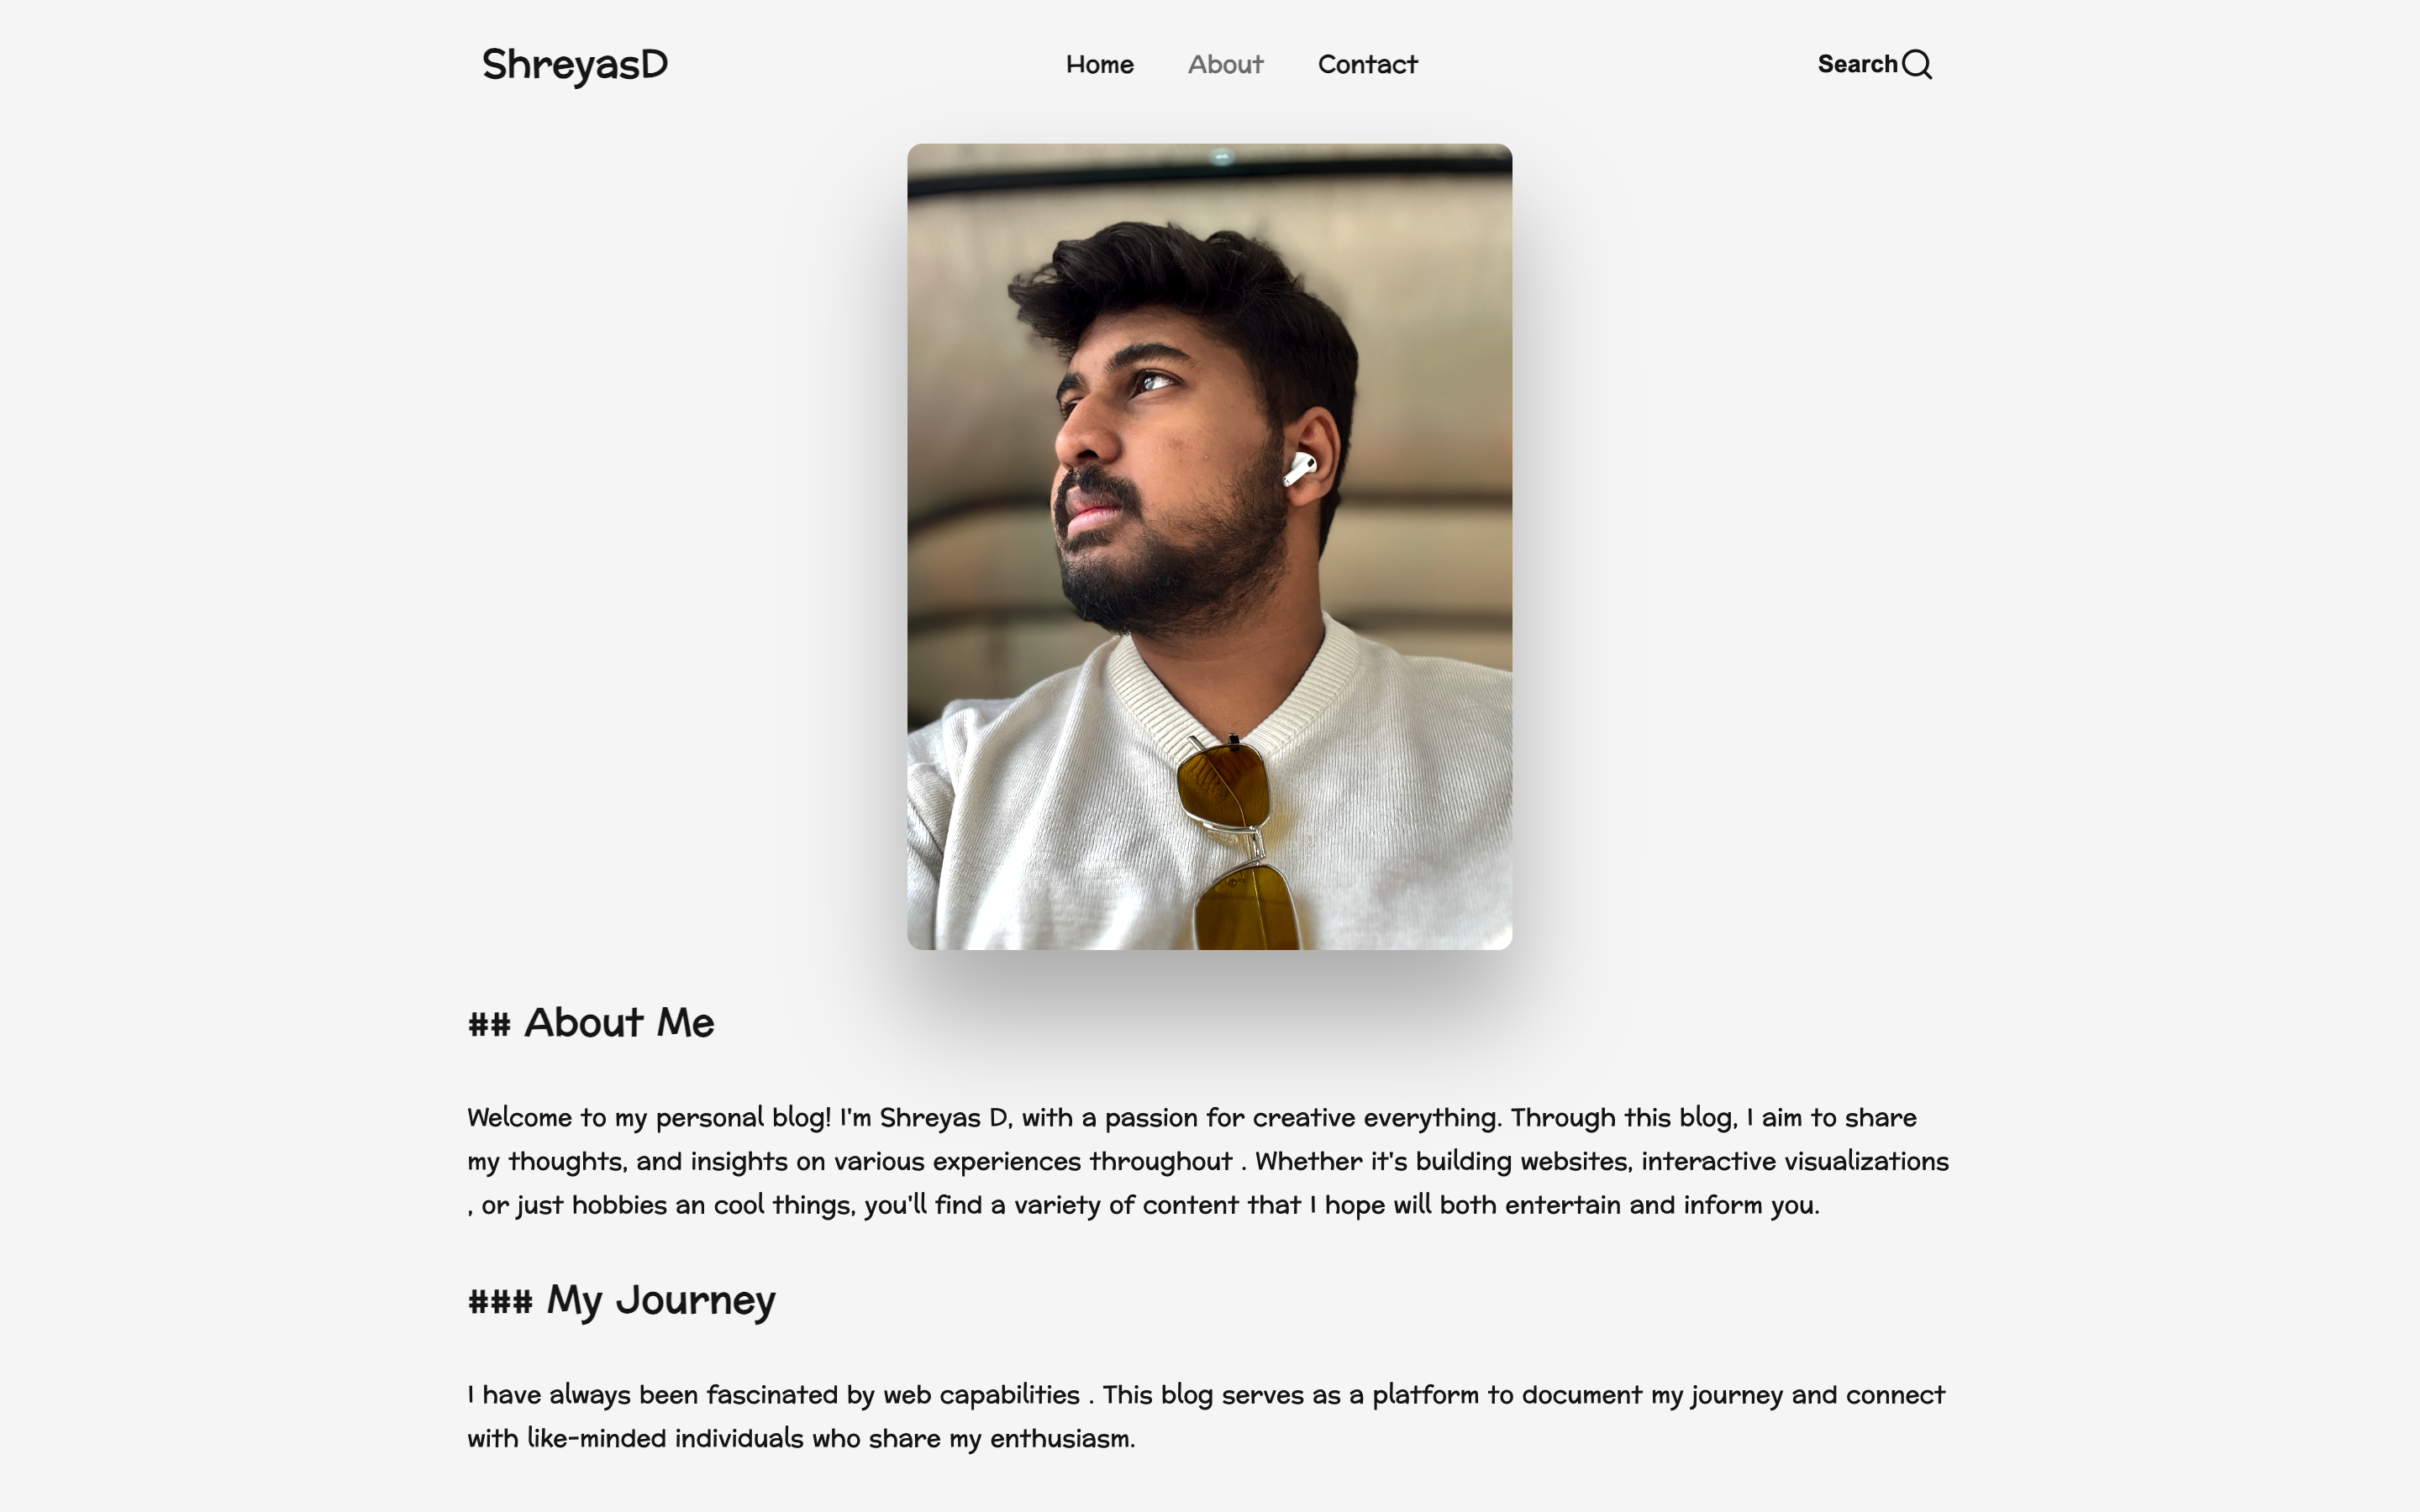 ShreyasD
Home About Contact
Search
## About Me
Welcome to my personal blog! I'm Shreyas D, with a passion for creative everything. Through this blog, I aim to share
my thoughts, and insights on various experiences throughout . Whether it's building websites, interactive visualizations
, or just hobbies an cool things, you'll find a variety of content that I hope will both entertain and inform you.
### My Journey
I have always been fascinated by web capabilities . This blog serves as a platform to document my journey and connect
with like-minded individuals who share my enthusiasm.